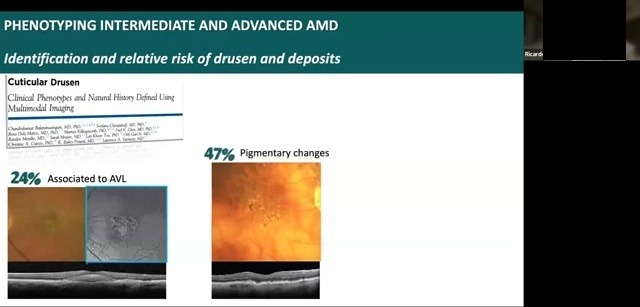 PHENOTYPING INTERMEDIATE AND ADVANCED AMD
Identification and relative risk of drusen and deposits
Ricard
Cuticular Drusen
Clinical Phenotypes and Natural History Defined Using
Multimodal Imaging
47% Pigmentary changes
24% Associated to AVL